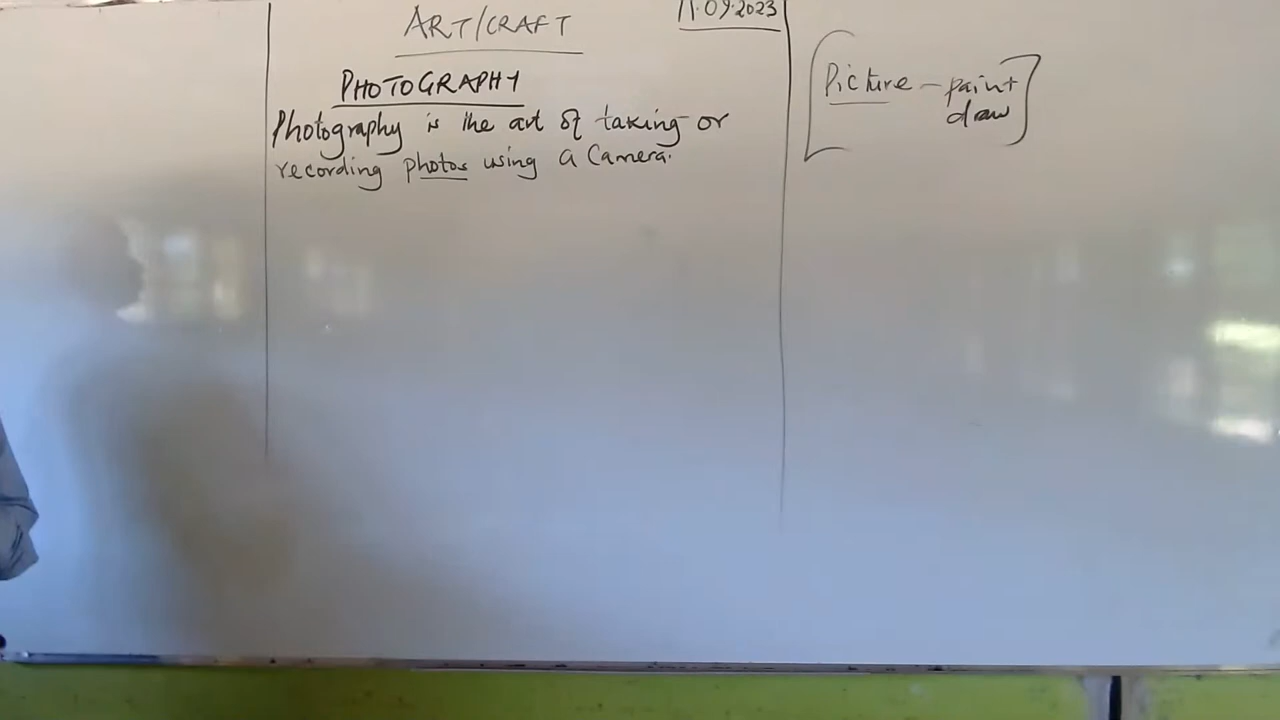 ART/CRAFT
11.09.2023
PHOTOGRAPHY
Photography is the art of taking or
recording photos using a Camera.
Picture - paint
draw